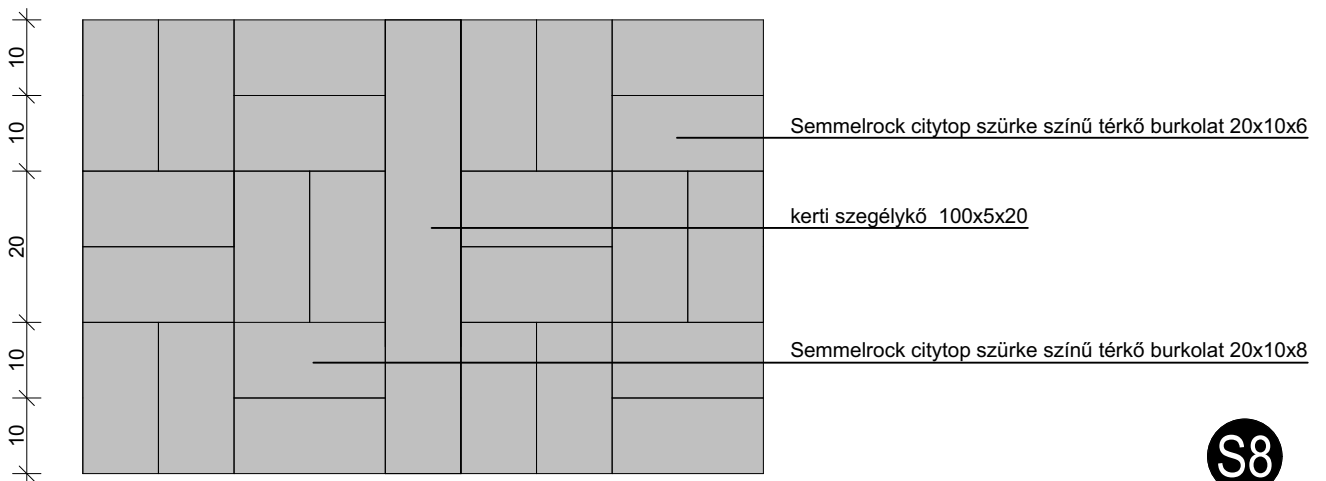 10
10
20
10
10
Semmelrock citytop szürke színű térkő burkolat 20x10x6
kerti szegélykő 100x5x20
Semmelrock citytop szürke színű térkő burkolat 20x10x8
S8